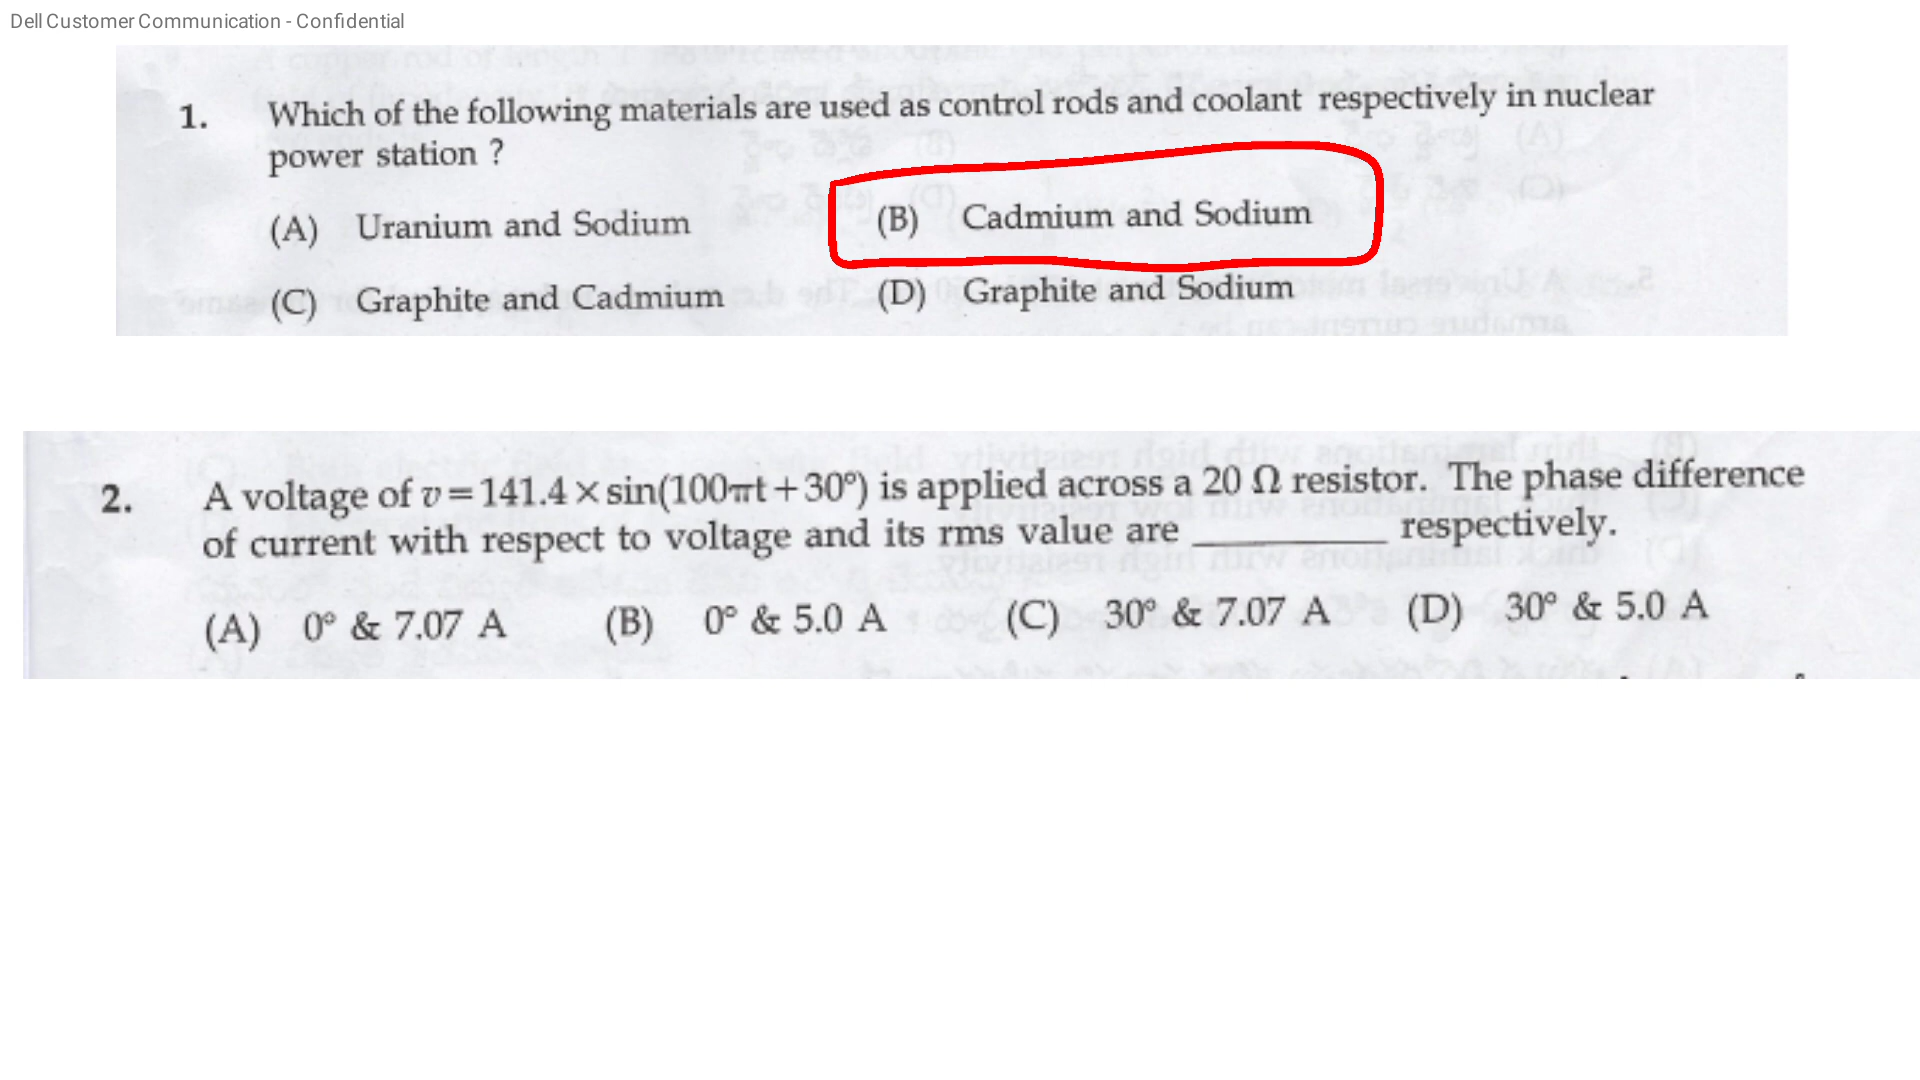 Dell Customer Communication - Confidential
1. Which of the following materials are used as control rods and coolant respectively in nuclear
power station ?
(A) Uranium and Sodium (B) Cadmium and Sodium
(C) Graphite and Cadmium (D) Graphite and Sodium
2. A voltage of v=141.4×sin(100πt+30°) is applied across a 20 Ω resistor. The phase difference
of current with respect to voltage and its rms value are __________ respectively.
(A) 0° & 7.07 A (B) 0° & 5.0 A (C) 30° & 7.07 A (D) 30° & 5.0 A